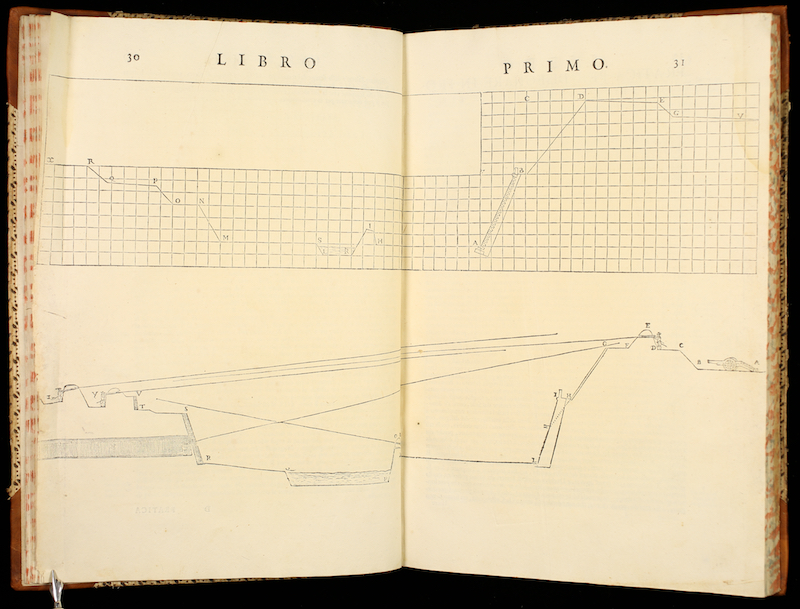 30 LIBRO
PRIMO. 31
C D E
G
A
A
R
O P
O N
M
S I
H
E
G F D C
B A
V V
T
S
R
I H